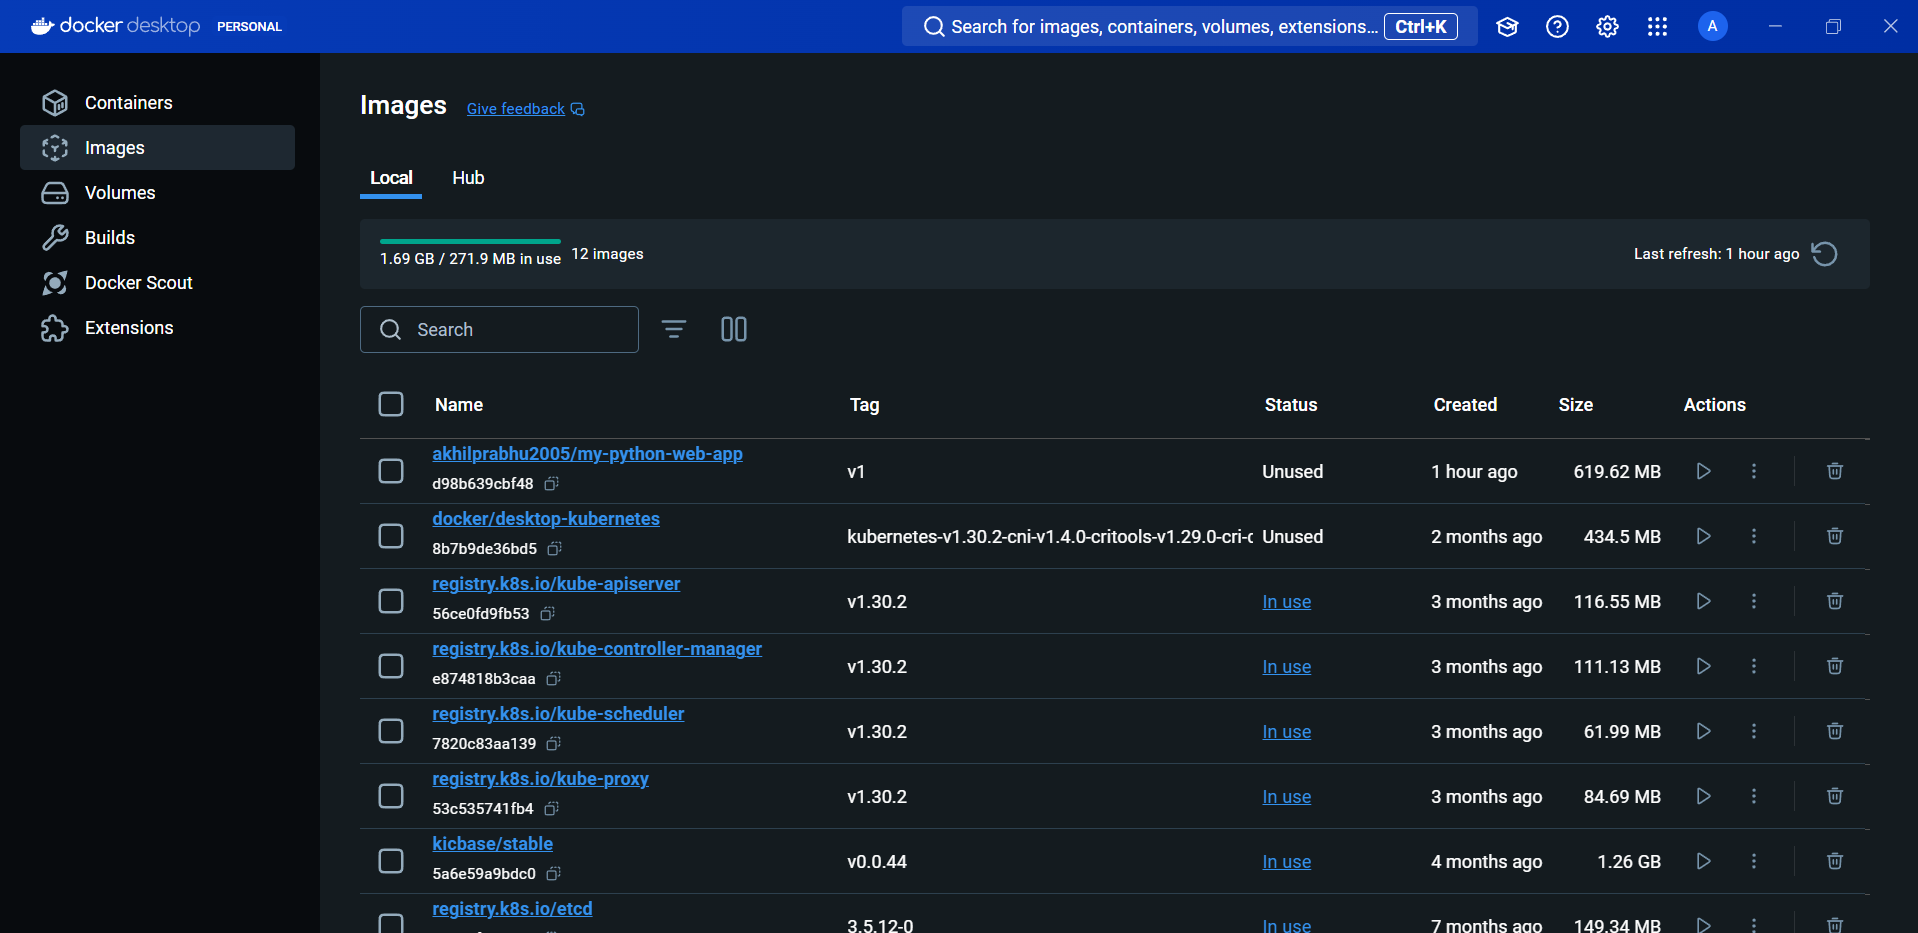 docker desktop PERSONAL
Search for images, containers, volumes, extensions... Ctrl+K
A
Containers
Images
Volumes
Builds
Docker Scout
Extensions
Images Give feedback
Local Hub
1.69 GB / 271.9 MB in use 12 images
Last refresh: 1 hour ago
Search
Name Tag Status Created Size Actions
akhilprabhu2005/my-python-web-app
d98b639cbf48
v1 Unused 1 hour ago 619.62 MB
docker/desktop-kubernetes
8b7b9de36bd5
kubernetes-v1.30.2-cni-v1.4.0-critools-v1.29.0-cri-c Unused 2 months ago 434.5 MB
registry.k8s.io/kube-apiserver
56ce0fd9fb53
v1.30.2 In use 3 months ago 116.55 MB
registry.k8s.io/kube-controller-manager
e874818b3caa
v1.30.2 In use 3 months ago 111.13 MB
registry.k8s.io/kube-scheduler
7820c83aa139
v1.30.2 In use 3 months ago 61.99 MB
registry.k8s.io/kube-proxy
53c535741fb4
v1.30.2 In use 3 months ago 84.69 MB
kicbase/stable
5a6e59a9bdc0
v0.0.44 In use 4 months ago 1.26 GB
registry.k8s.io/etcd
3.5.12-0 In use 7 months ago 149.34 MB